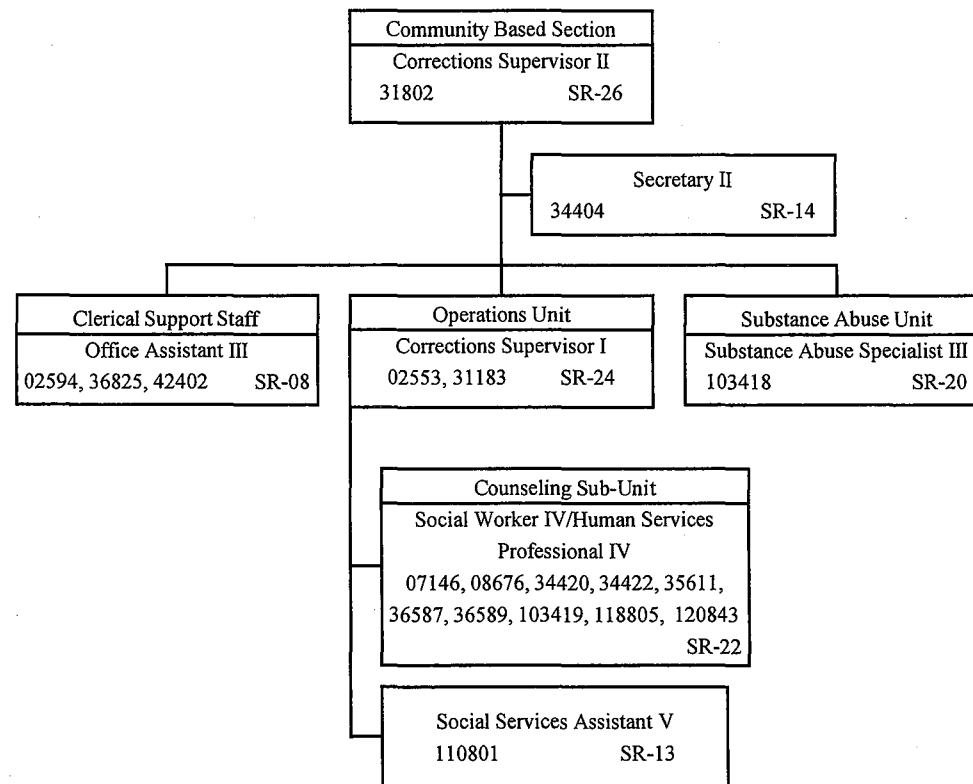 Community Based Section
Corrections Supervisor II
31802 SR-26
Secretary II
34404 SR-14
Clerical Support Staff
Office Assistant III
02594, 36825, 42402 SR-08
Operations Unit
Corrections Supervisor I
02553, 31183 SR-24
Substance Abuse Unit
Substance Abuse Specialist III
103418 SR-20
Counseling Sub-Unit
Social Worker IV/Human Services
Professional IV
07146, 08676, 34420, 34422, 35611,
36587, 36589, 103419, 118805, 120843
SR-22
Social Services Assistant V
110801 SR-13